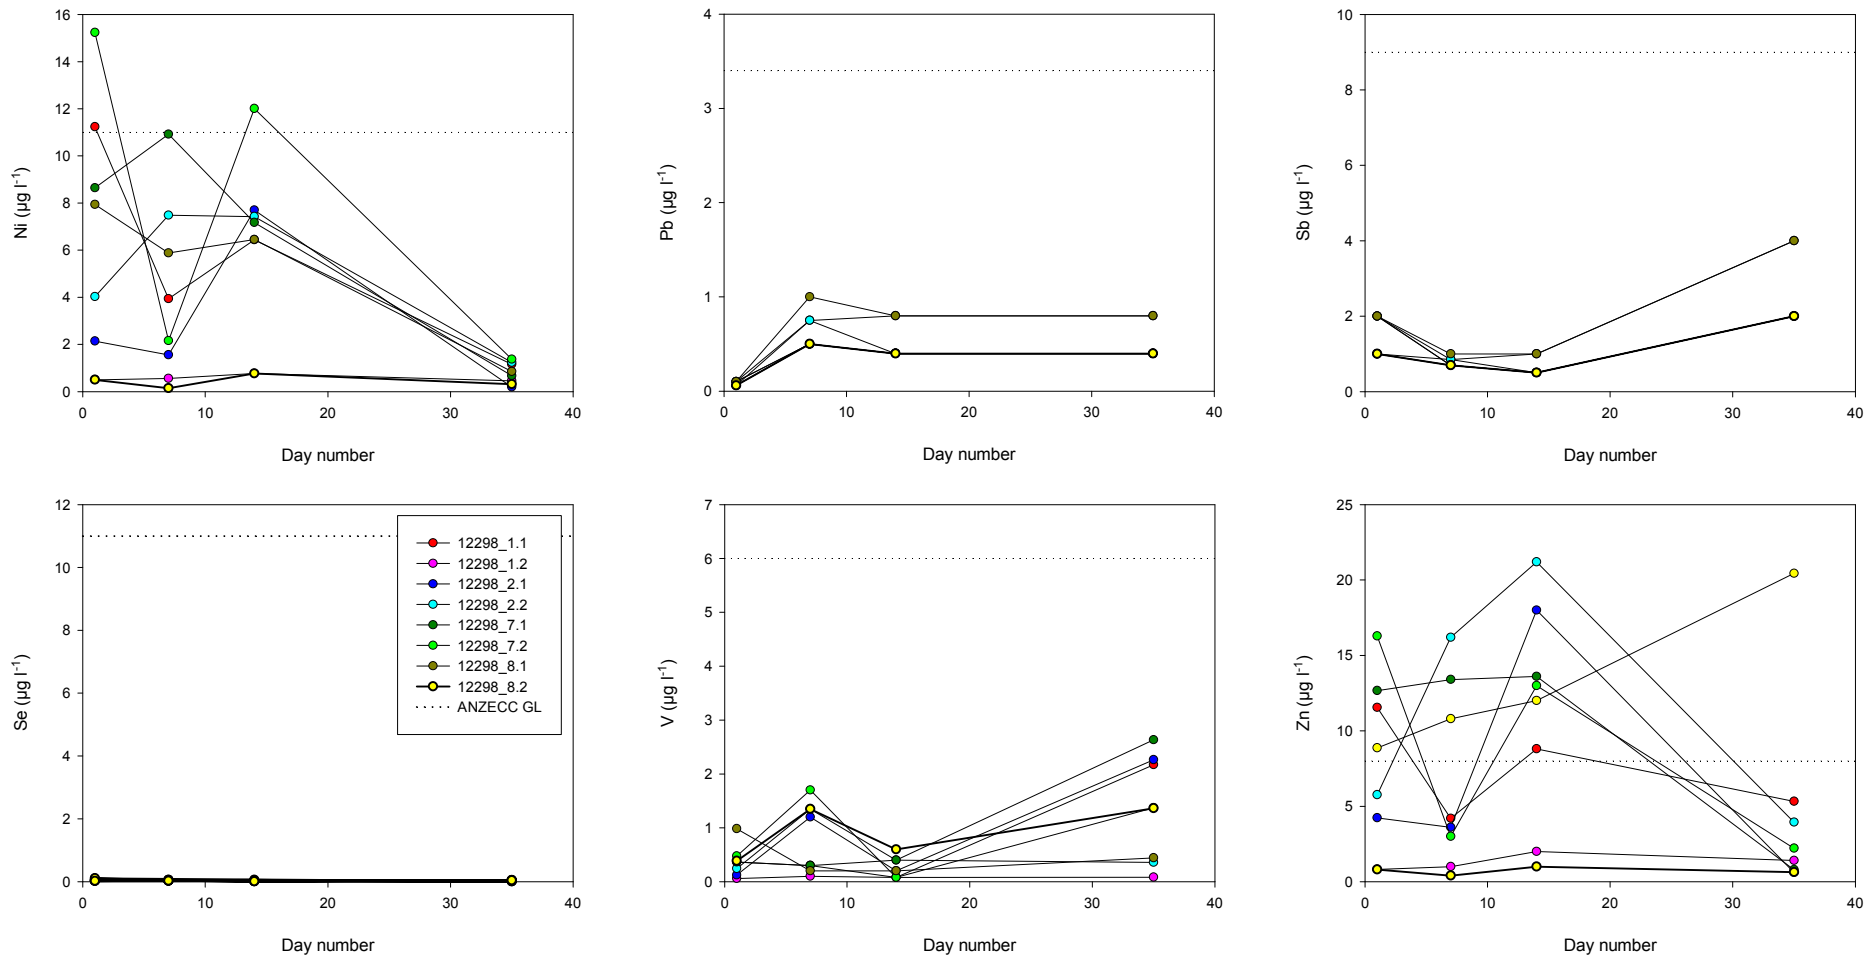 16
14
12
10
8
6
4
2
0
Ni (µg l-1)
0 10 20 30 40
Day number
4
3
2
1
0
Pb (µg l-1)
0 10 20 30 40
Day number
10
8
6
4
2
0
Sb (µg l-1)
0 10 20 30 40
Day number
12
10
8
6
4
2
0
Se (µg l-1)
12298_1.1
12298_1.2
12298_2.1
12298_2.2
12298_7.1
12298_7.2
12298_8.1
12298_8.2
ANZECC GL
0 10 20 30 40
Day number
7
6
5
4
3
2
1
0
V (µg l-1)
0 10 20 30 40
Day number
25
20
15
10
5
0
Zn (µg l-1)
0 10 20 30 40
Day number